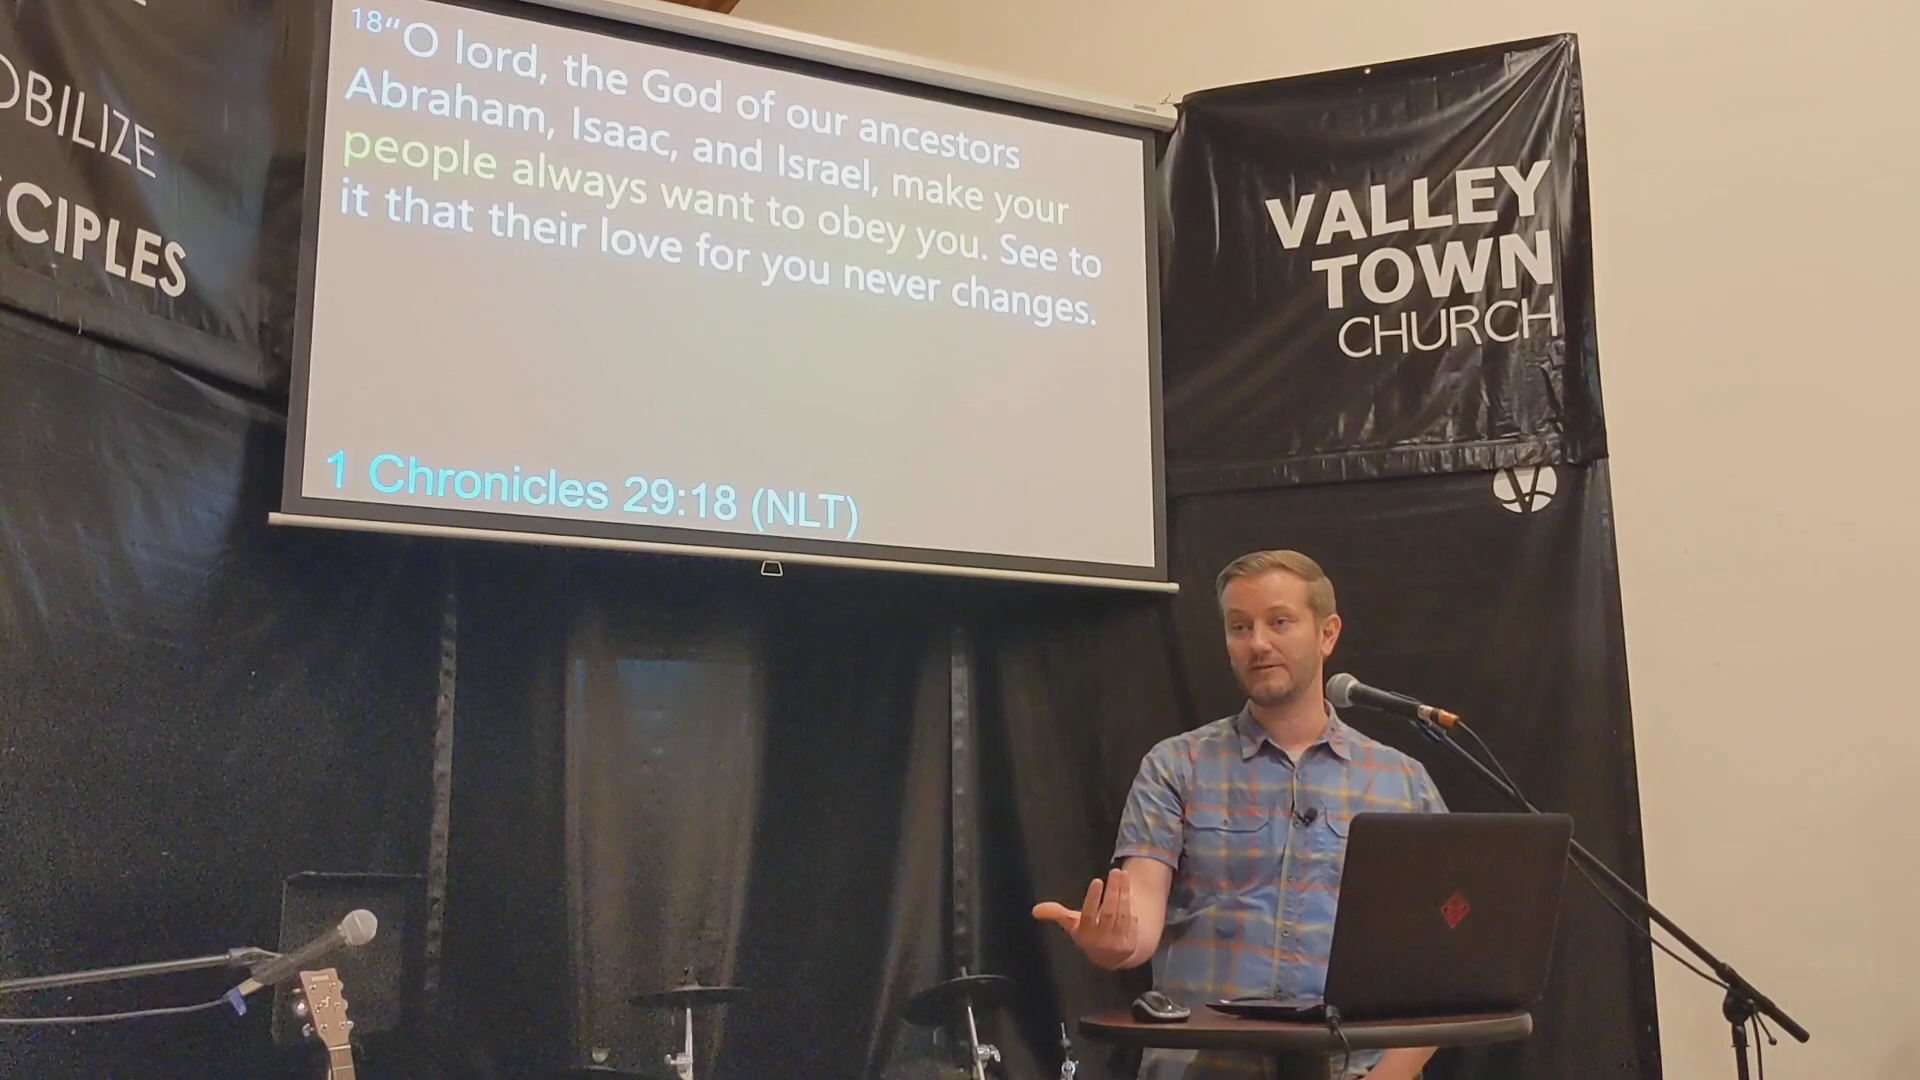 OBILIZE
SCIPLES
18 "O lord, the God of our ancestors
Abraham, Isaac, and Israel, make your
people always want to obey you. See to
it that their love for you never changes.
1 Chronicles 29:18 (NLT)
VALLEY
TOWN
CHURCH